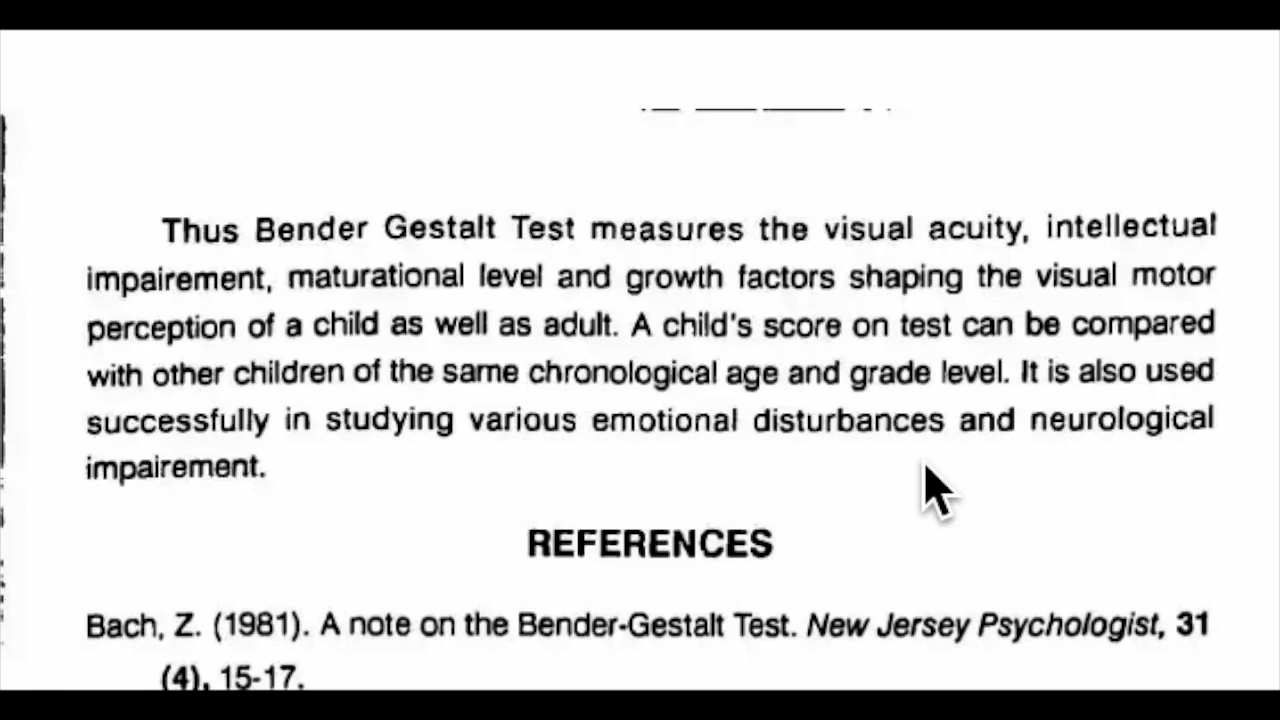 Thus Bender Gestalt Test measures the visual acuity, intellectual
impairement, maturational level and growth factors shaping the visual motor
perception of a child as well as adult. A child's score on test can be compared
with other children of the same chronological age and grade level. It is also used
successfully in studying various emotional disturbances and neurological
impairement.
REFERENCES
Bach, Z. (1981). A note on the Bender-Gestalt Test. New Jersey Psychologist, 31
(4), 15-17.